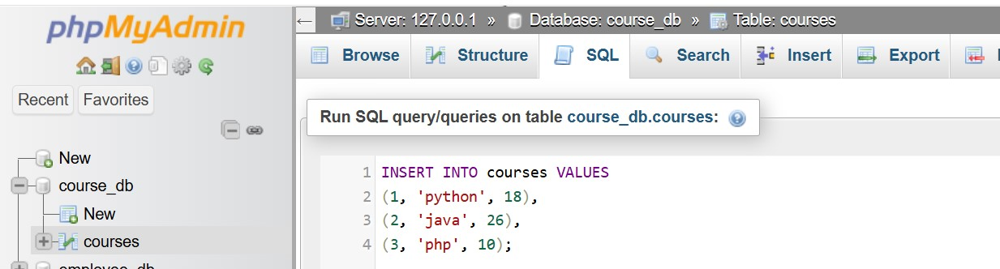 phpMyAdmin
Recent Favorites
New
course_db
New
courses
employee_db
← Server: 127.0.0.1 » Database: course_db » Table: courses
Browse Structure SQL Search Insert Export
Run SQL query/queries on table course_db.courses:
1 INSERT INTO courses VALUES
2 (1, 'python', 18),
3 (2, 'java', 26),
4 (3, 'php', 10);